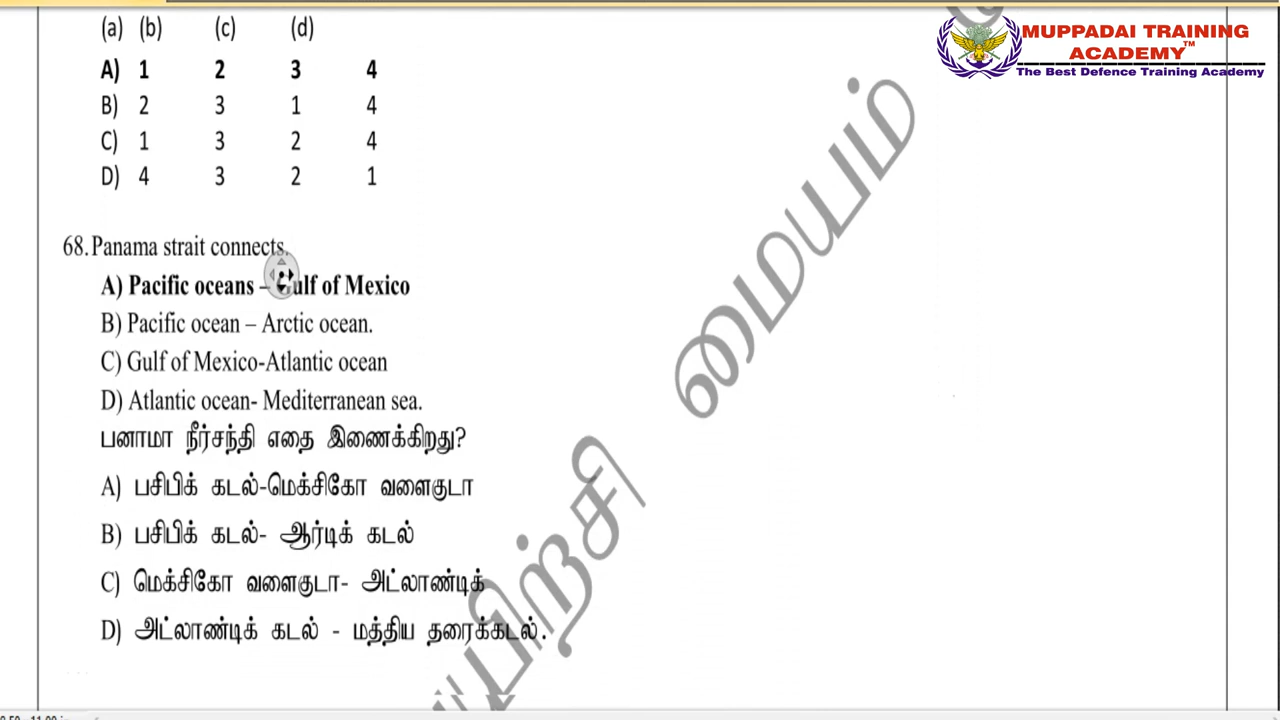 (a) (b) (c) (d)
MUPPADAI TRAINING
ACADEMY™
The Best Defence Training Academy
A) 1 2 3 4
B) 2 3 1 4
C) 1 3 2 4
D) 4 3 2 1
68. Panama strait connects.
A) Pacific oceans – Gulf of Mexico
B) Pacific ocean – Arctic ocean.
C) Gulf of Mexico-Atlantic ocean
D) Atlantic ocean- Mediterranean sea.
பனாமா நீர்சந்தி எதை இணைக்கிறது?
A) பசிபிக் கடல்-மெக்சிகோ வளைகுடா
B) பசிபிக் கடல்- ஆர்டிக் கடல்
C) மெக்சிகோ வளைகுடா- அட்லாண்டிக்
D) அட்லாண்டிக் கடல் - மத்திய தரைக்கடல்.
மையம்